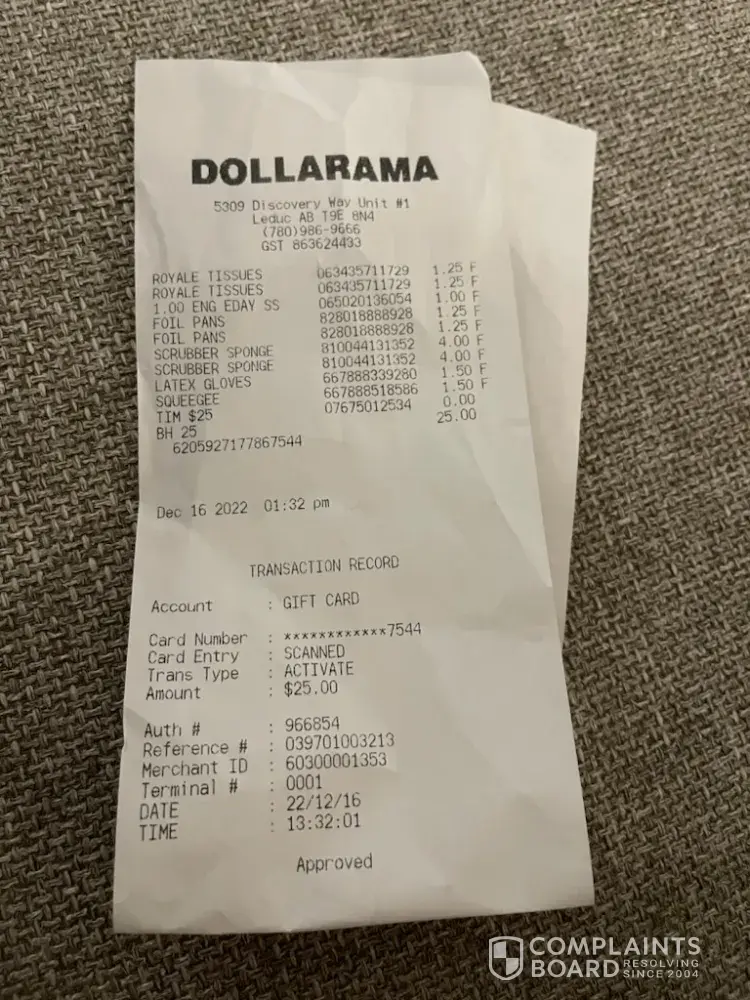 DOLLARAMA
5309 Discovery Way Unit #1
Leduc AB T9E 8N4
(780)986-9666
GST 863624433
ROYALE TISSUES 063435711729 1.25 F
ROYALE TISSUES 063435711729 1.25 F
1.00 ENG EDAY SS 065020136054 1.00 F
FOIL PANS 828018888928 1.25 F
FOIL PANS 828018888928 1.25 F
SCRUBBER SPONGE 810044131352 4.00 F
SCRUBBER SPONGE 810044131352 4.00 F
LATEX GLOVES 667888339280 1.50 F
SQUEEGEE 667888518586 1.50 F
TIM $25 07675012534 0.00
BH 25 25.00
6205927177867544
Dec 16 2022 01:32 pm
TRANSACTION RECORD
Account : GIFT CARD
Card Number : ************7544
Card Entry : SCANNED
Trans Type : ACTIVATE
Amount : $25.00
Auth # : 966854
Reference # : 039701003213
Merchant ID : 60300001353
Terminal # : 0001
DATE : 22/12/16
TIME : 13:32:01
Approved
COMPLAINTS
BOARD RESOLVING SINCE 2004